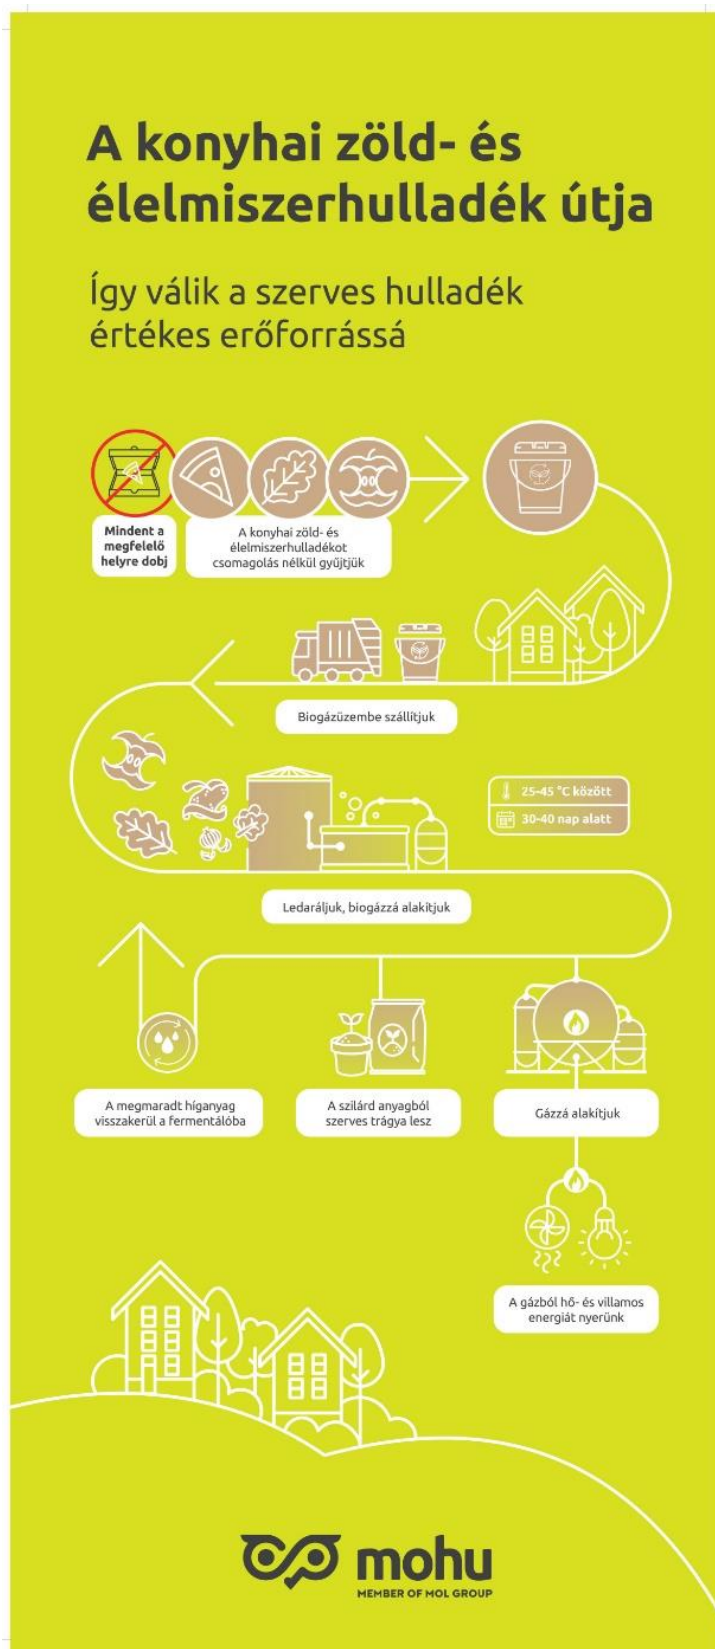 A konyhai zöld- és
élelmiszerhulladék útja
Így válik a szerves hulladék
értékes erőforrássá
Mindent a
megfelelő
helyre dobj
A konyhai zöld- és
élelmiszerhulladékot
csomagolás nélkül gyűjtjük
Biogázüzembe szállítjuk
25-45 °C között
30-40 nap alatt
Ledaráljuk, biogázzá alakítjuk
A megmaradt híganyag
visszakerül a fermentálóba
A szilárd anyagból
szerves trágya lesz
Gázzá alakítjuk
A gázból hő- és villamos
energiát nyerünk
mohu
MEMBER OF MOL GROUP